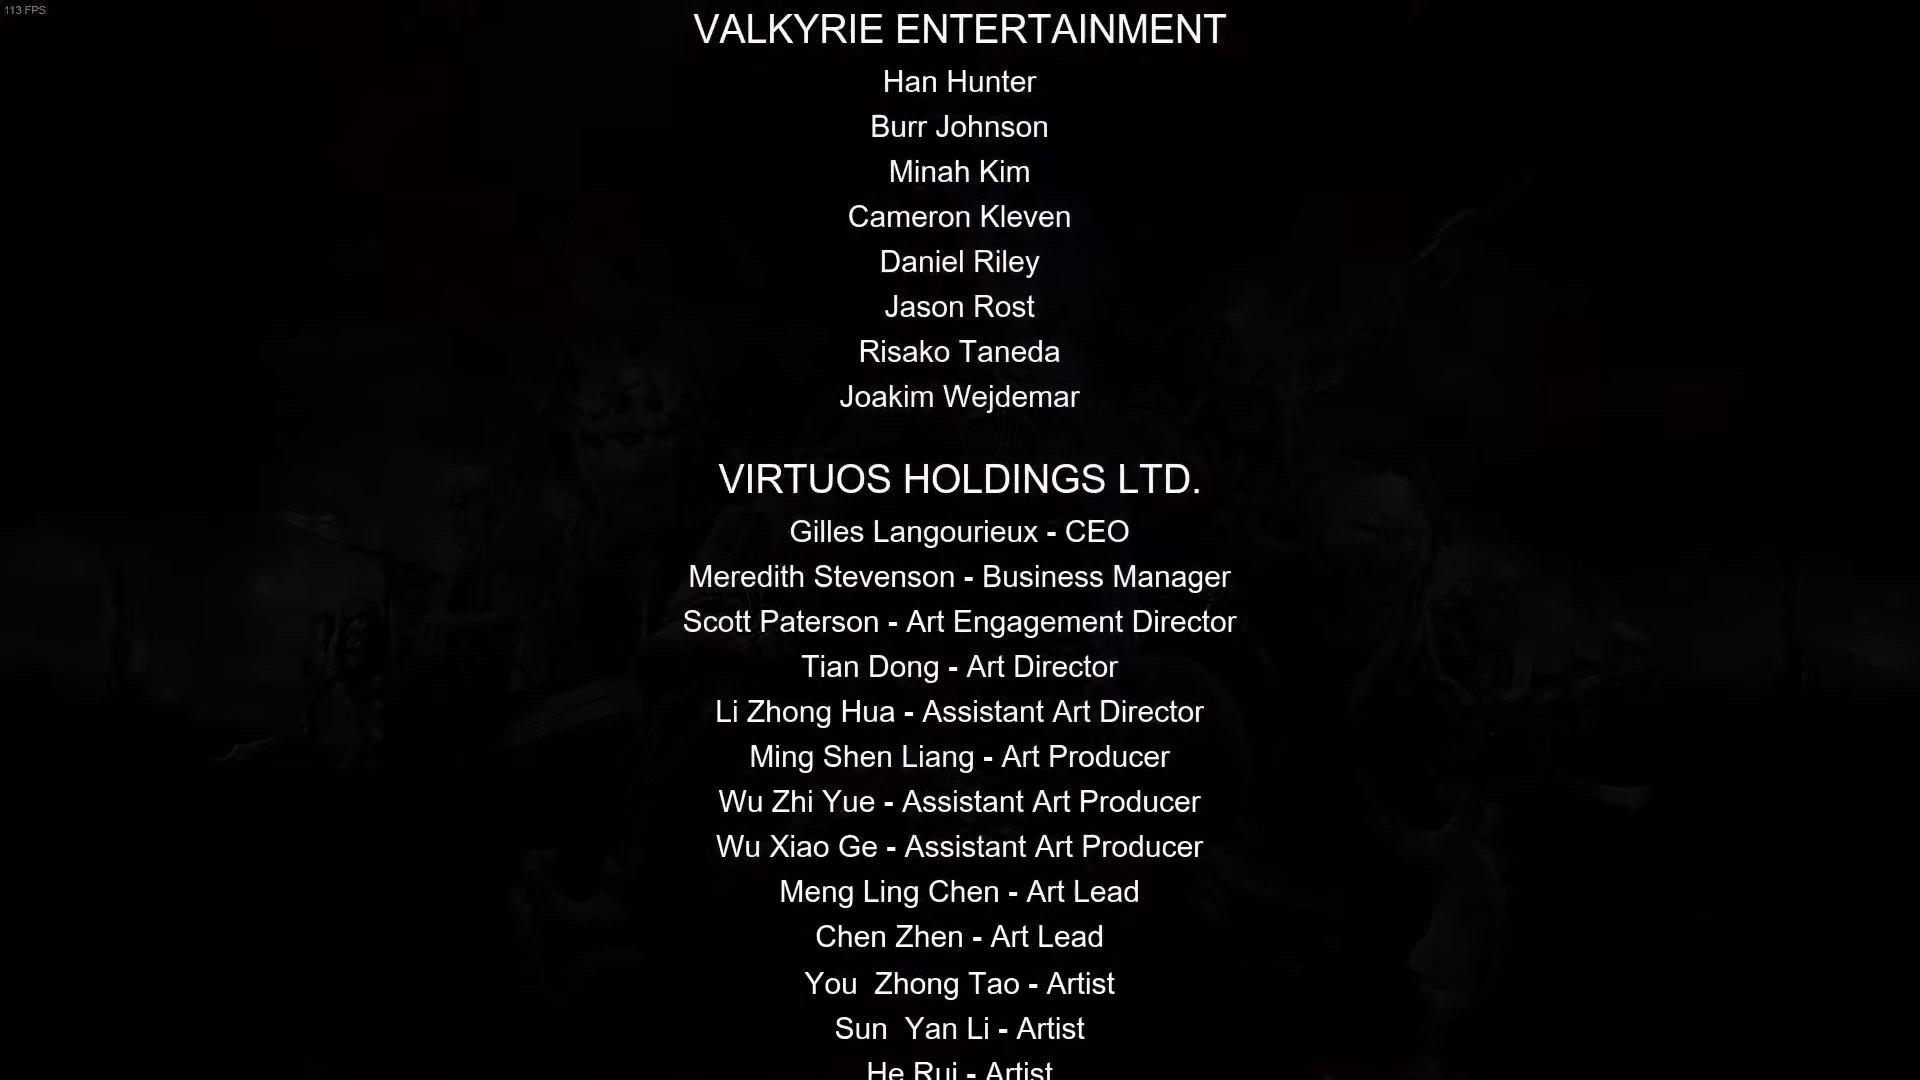 113 FPS
VALKYRIE ENTERTAINMENT
Han Hunter
Burr Johnson
Minah Kim
Cameron Kleven
Daniel Riley
Jason Rost
Risako Taneda
Joakim Wejdemar
VIRTUOS HOLDINGS LTD.
Gilles Langourieux - CEO
Meredith Stevenson - Business Manager
Scott Paterson - Art Engagement Director
Tian Dong - Art Director
Li Zhong Hua - Assistant Art Director
Ming Shen Liang - Art Producer
Wu Zhi Yue - Assistant Art Producer
Wu Xiao Ge - Assistant Art Producer
Meng Ling Chen - Art Lead
Chen Zhen - Art Lead
You  Zhong Tao - Artist
Sun  Yan Li - Artist
He Rui - Artist